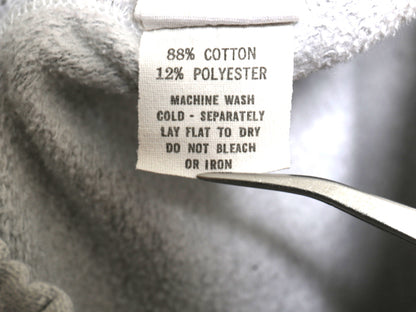 88% COTTON
12% POLYESTER
MACHINE WASH
COLD - SEPARATELY
LAY FLAT TO DRY
DO NOT BLEACH
OR IRON